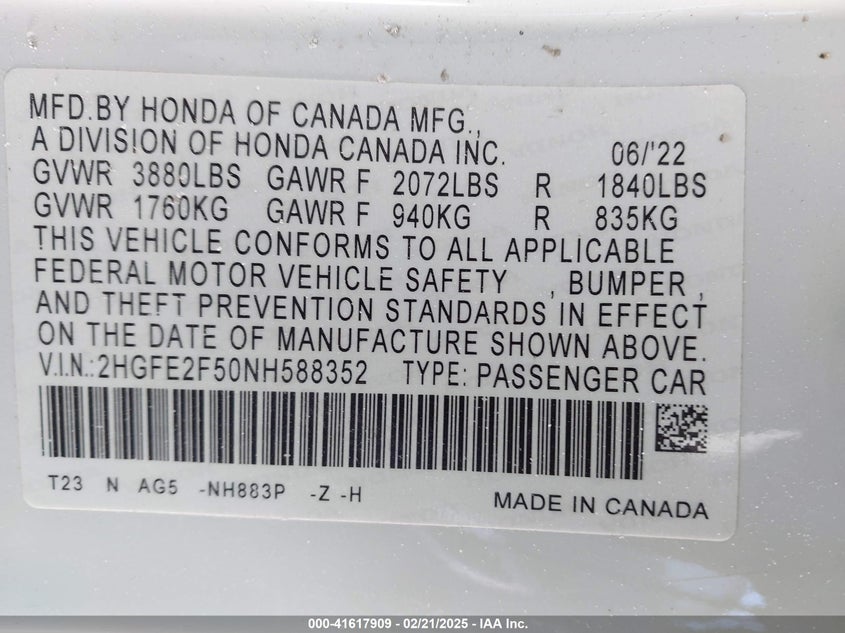 MFD.BY HONDA OF CANADA MFG.,
A DIVISION OF HONDA CANADA INC. 06/'22
GVWR 3880LBS GAWR F 2072LBS R 1840LBS
GVWR 1760KG GAWR F 940KG R 835KG
THIS VEHICLE CONFORMS TO ALL APPLICABLE
FEDERAL MOTOR VEHICLE SAFETY , BUMPER ,
AND THEFT PREVENTION STANDARDS IN EFFECT
ON THE DATE OF MANUFACTURE SHOWN ABOVE.
V.I.N.:2HGFE2F50NH588352 TYPE: PASSENGER CAR
T23 N AG5 -NH883P -Z -H
MADE IN CANADA
000-41617909 - 02/21/2025 - IAA Inc.